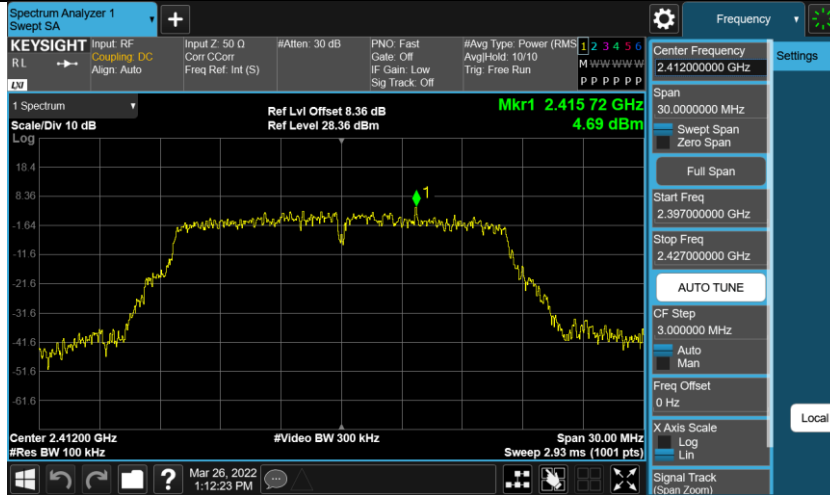 Spectrum Analyzer 1
Swept SA
+
Frequency
KEYSIGHT
RL
LXI
Input: RF
Coupling: DC
Align: Auto
Input Z: 50 Ω
Corr CCorr
Freq Ref: Int (S)
#Atten: 30 dB
PNO: Fast
Gate: Off
IF Gain: Low
Sig Track: Off
#Avg Type: Power (RMS
Avg|Hold: 10/10
Trig: Free Run
1 2 3 4 5 6
M W W W W W
P P P P P P
1 Spectrum
Scale/Div 10 dB
Log
Ref Lvl Offset 8.36 dB
Ref Level 28.36 dBm
Mkr1 2.415 72 GHz
4.69 dBm
18.4
8.36
-1.64
-11.6
-21.6
-31.6
-41.6
-51.6
-61.6
1
Center 2.41200 GHz
#Res BW 100 kHz
#Video BW 300 kHz
Span 30.00 MHz
Sweep 2.93 ms (1001 pts)
Center Frequency
2.412000000 GHz
Settings
Span
30.0000000 MHz
Swept Span
Zero Span
Full Span
Start Freq
2.397000000 GHz
Stop Freq
2.427000000 GHz
AUTO TUNE
CF Step
3.000000 MHz
Auto
Man
Freq Offset
0 Hz
Local
X Axis Scale
Log
Lin
Signal Track
(Span Zoom)
?
Mar 26, 2022
1:12:23 PM